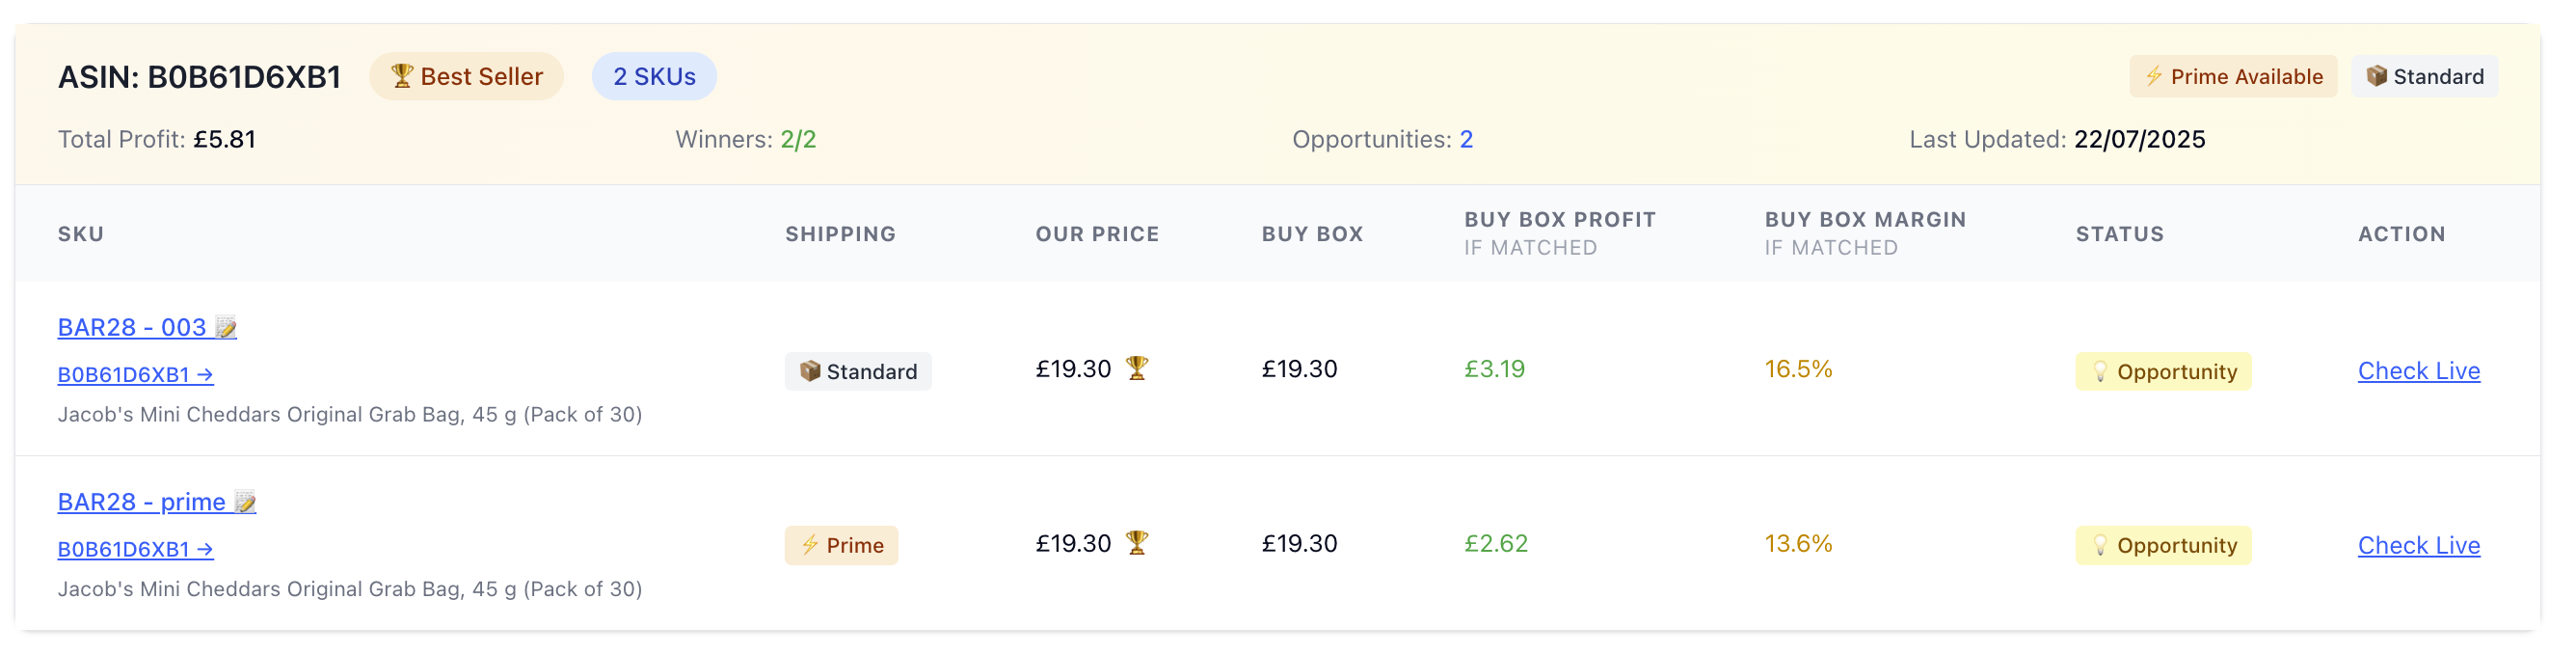 ASIN: B0B61D6XB1 🏆 Best Seller 2 SKUs ⚡ Prime Available 📦 Standard
Total Profit: £5.81 Winners: 2/2 Opportunities: 2 Last Updated: 22/07/2025
SKU SHIPPING OUR PRICE BUY BOX BUY BOX PROFIT BUY BOX MARGIN STATUS ACTION
IF MATCHED IF MATCHED
BAR28 - 003 📝
B0B61D6XB1 →
Jacob's Mini Cheddars Original Grab Bag, 45 g (Pack of 30)
📦 Standard £19.30 🏆 £19.30 £3.19 16.5% 💡 Opportunity Check Live
BAR28 - prime 📝
B0B61D6XB1 →
Jacob's Mini Cheddars Original Grab Bag, 45 g (Pack of 30)
⚡ Prime £19.30 🏆 £19.30 £2.62 13.6% 💡 Opportunity Check Live